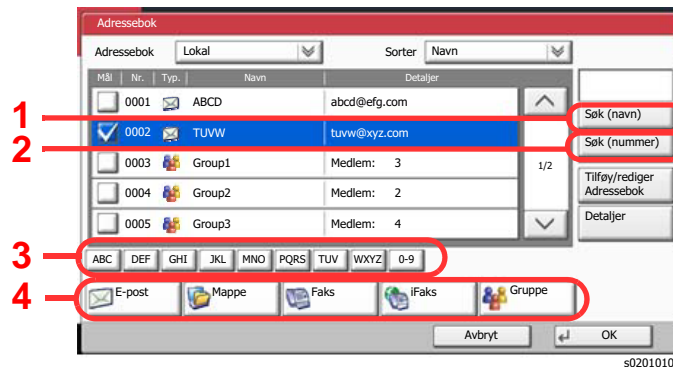 Adressebok
Adressebok Lokal Sorter Navn
Mål Nr. Typ. Navn Detaljer
0001 ABCD abcd@efg.com
1 Søk (navn)
0002 TUVW tuvw@xyz.com
2 Søk (nummer)
0003 Group1 Medlem: 3 1/2
Tilføy/rediger
Adressebok
0004 Group2 Medlem: 2
Detaljer
0005 Group3 Medlem: 4
3 ABC DEF GHI JKL MNO PQRS TUV WXYZ 0-9
4 E-post Mappe Faks iFaks Gruppe
Avbryt OK
s0201010